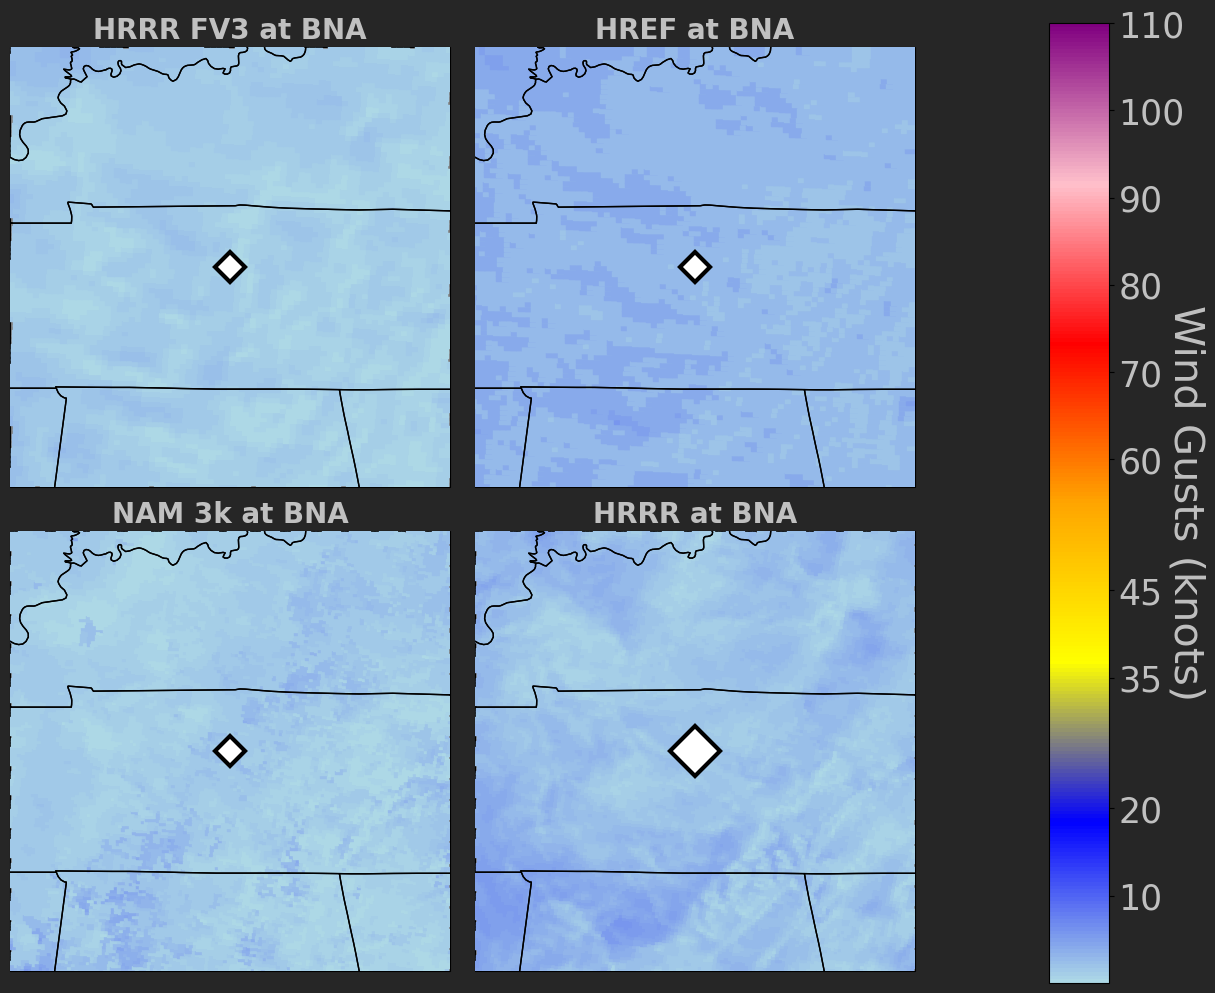 HRRR FV3 at BNA
HREF at BNA
NAM 3k at BNA
HRRR at BNA
110
100
90
80
70
60
45
35
20
10
Wind Gusts (knots)